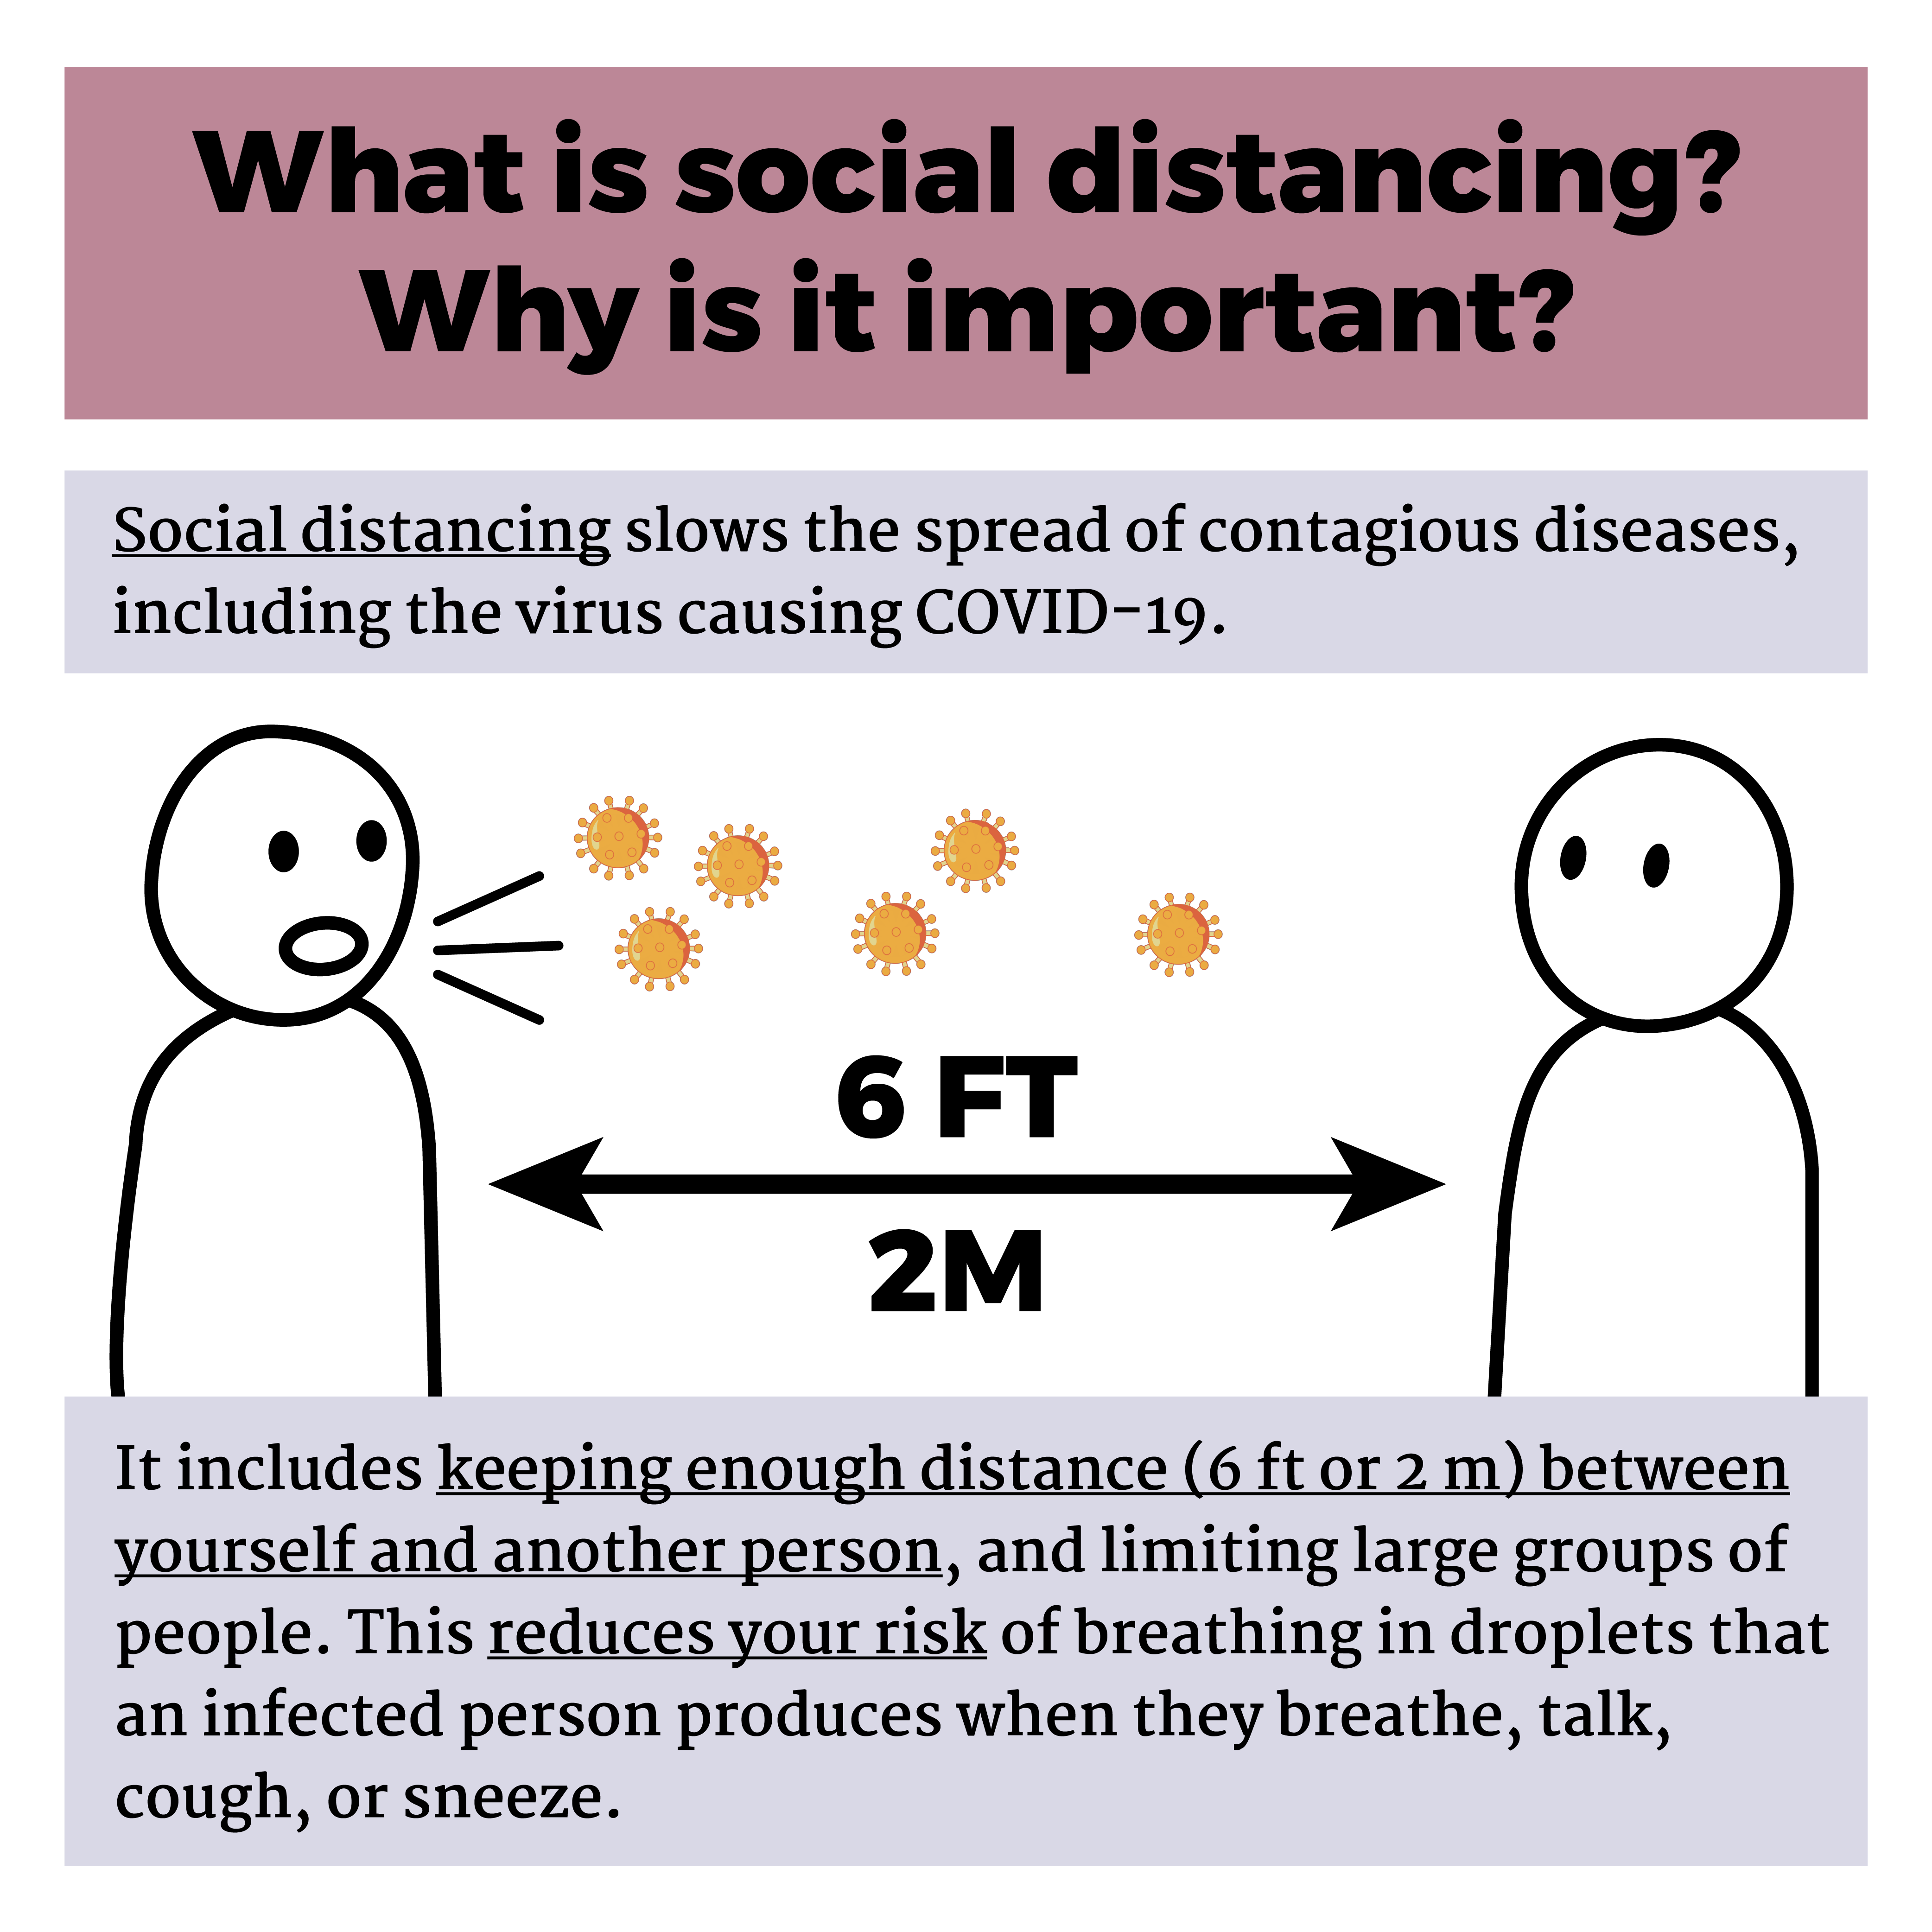 What is social distancing?
Why is it important?
Social distancing slows the spread of contagious diseases,
including the virus causing COVID-19.
6 FT
2M
It includes keeping enough distance (6 ft or 2 m) between
yourself and another person, and limiting large groups of
people. This reduces your risk of breathing in droplets that
an infected person produces when they breathe, talk,
cough, or sneeze.